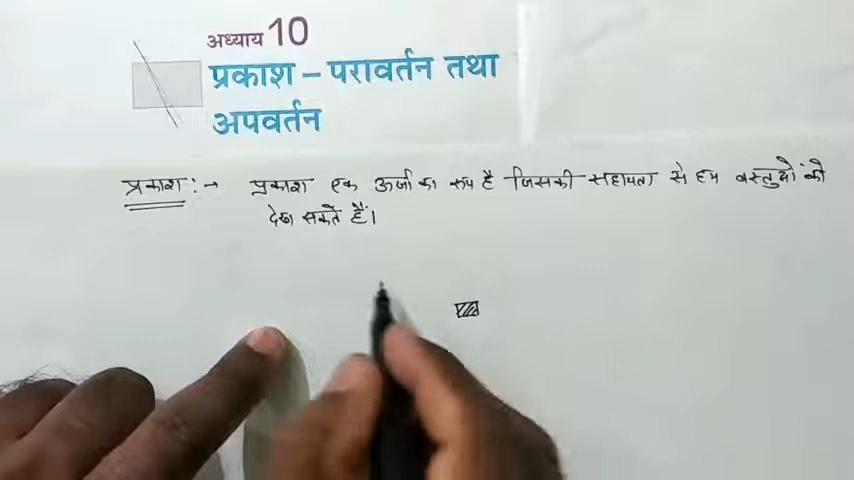 अध्याय 10
प्रकाश – परावर्तन तथा
अपवर्तन
प्रकाश :→ प्रकाश एक ऊर्जा का रूप है जिसकी सहायता से हम वस्तुओं को
देख सकते हैं।